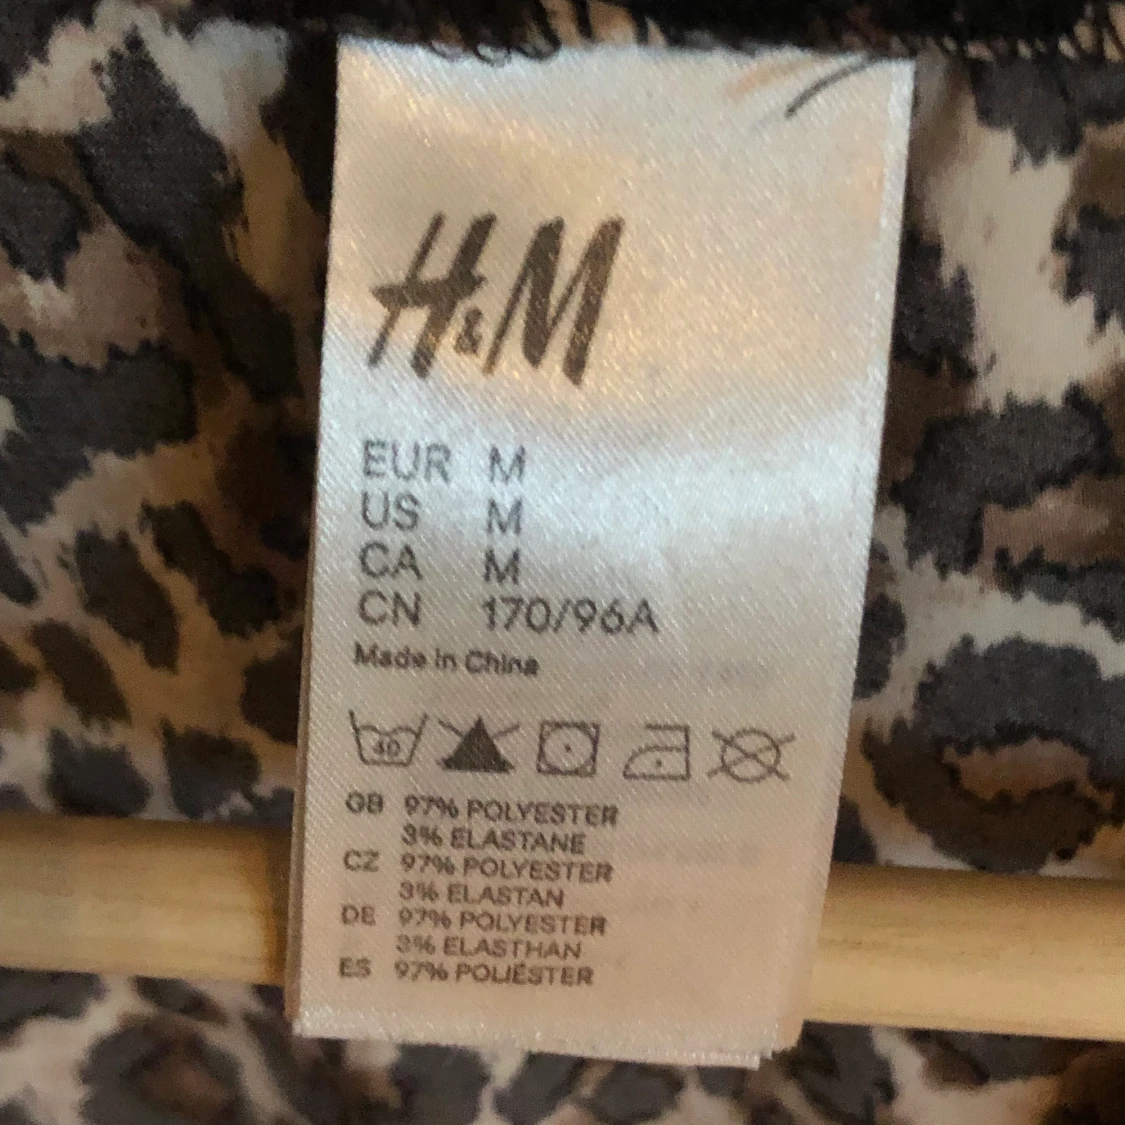 H&M
EUR M
US M
CA M
CN 170/96A
Made in China
40
GB 97% POLYESTER
3% ELASTANE
CZ 97% POLYESTER
3% ELASTAN
DE 97% POLYESTER
3% ELASTHAN
ES 97% POLIÉSTER